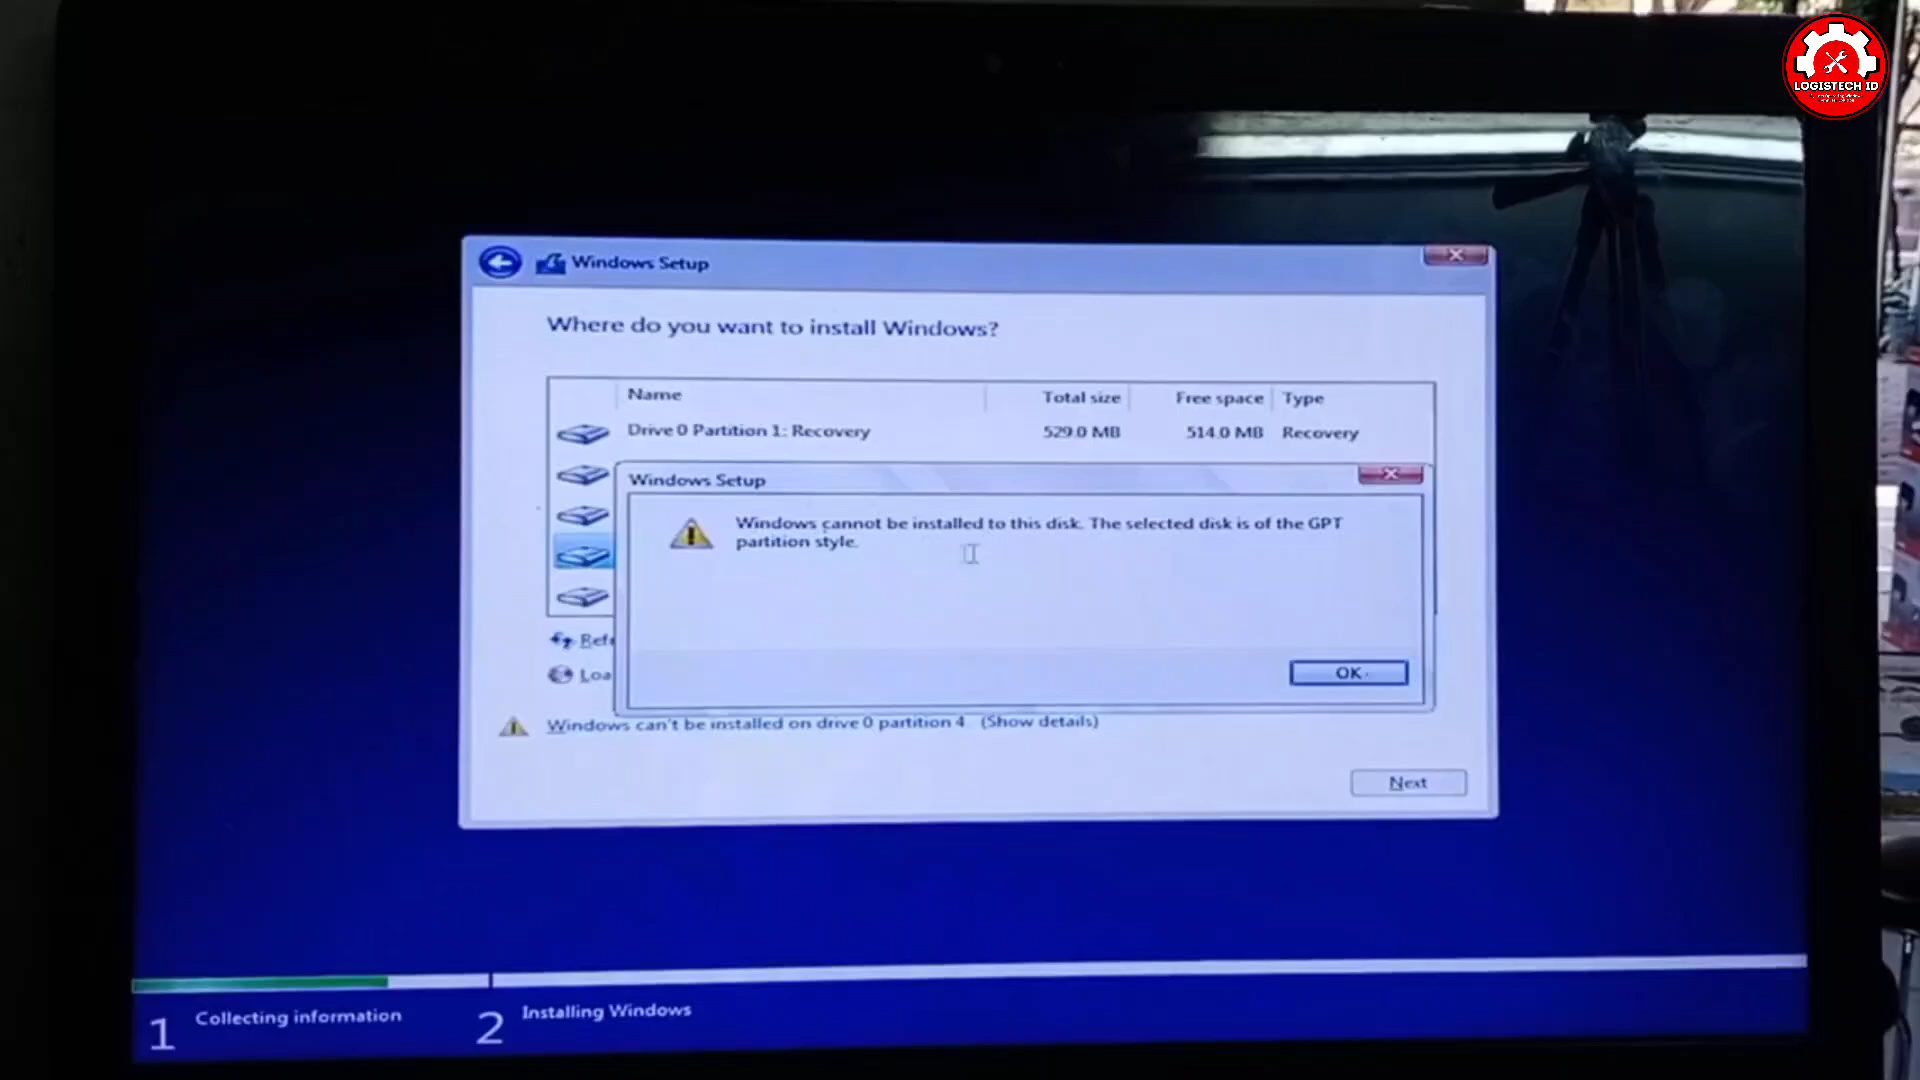 LOGISTECH ID
Windows Setup
Where do you want to install Windows?
Name Total size Free space Type
Drive 0 Partition 1: Recovery 529.0 MB 514.0 MB Recovery
Windows Setup
Windows cannot be installed to this disk. The selected disk is of the GPT
partition style.
Refr
Loa
OK
Windows can't be installed on drive 0 partition 4 (Show details)
Next
1 Collecting information 2 Installing Windows